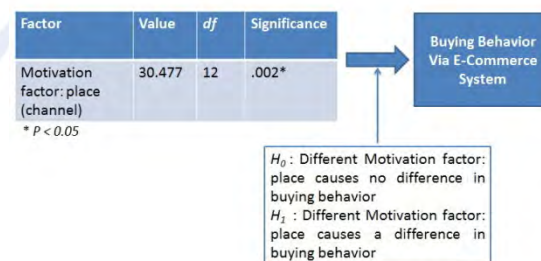 Factor Value df Significance
Motivation 30.477 12 .002*
factor: place
(channel)
* P < 0.05
Buying Behavior
Via E-Commerce
System
H0 : Different Motivation factor:
place causes no difference in
buying behavior
H1 : Different Motivation factor:
place causes a difference in
buying behavior